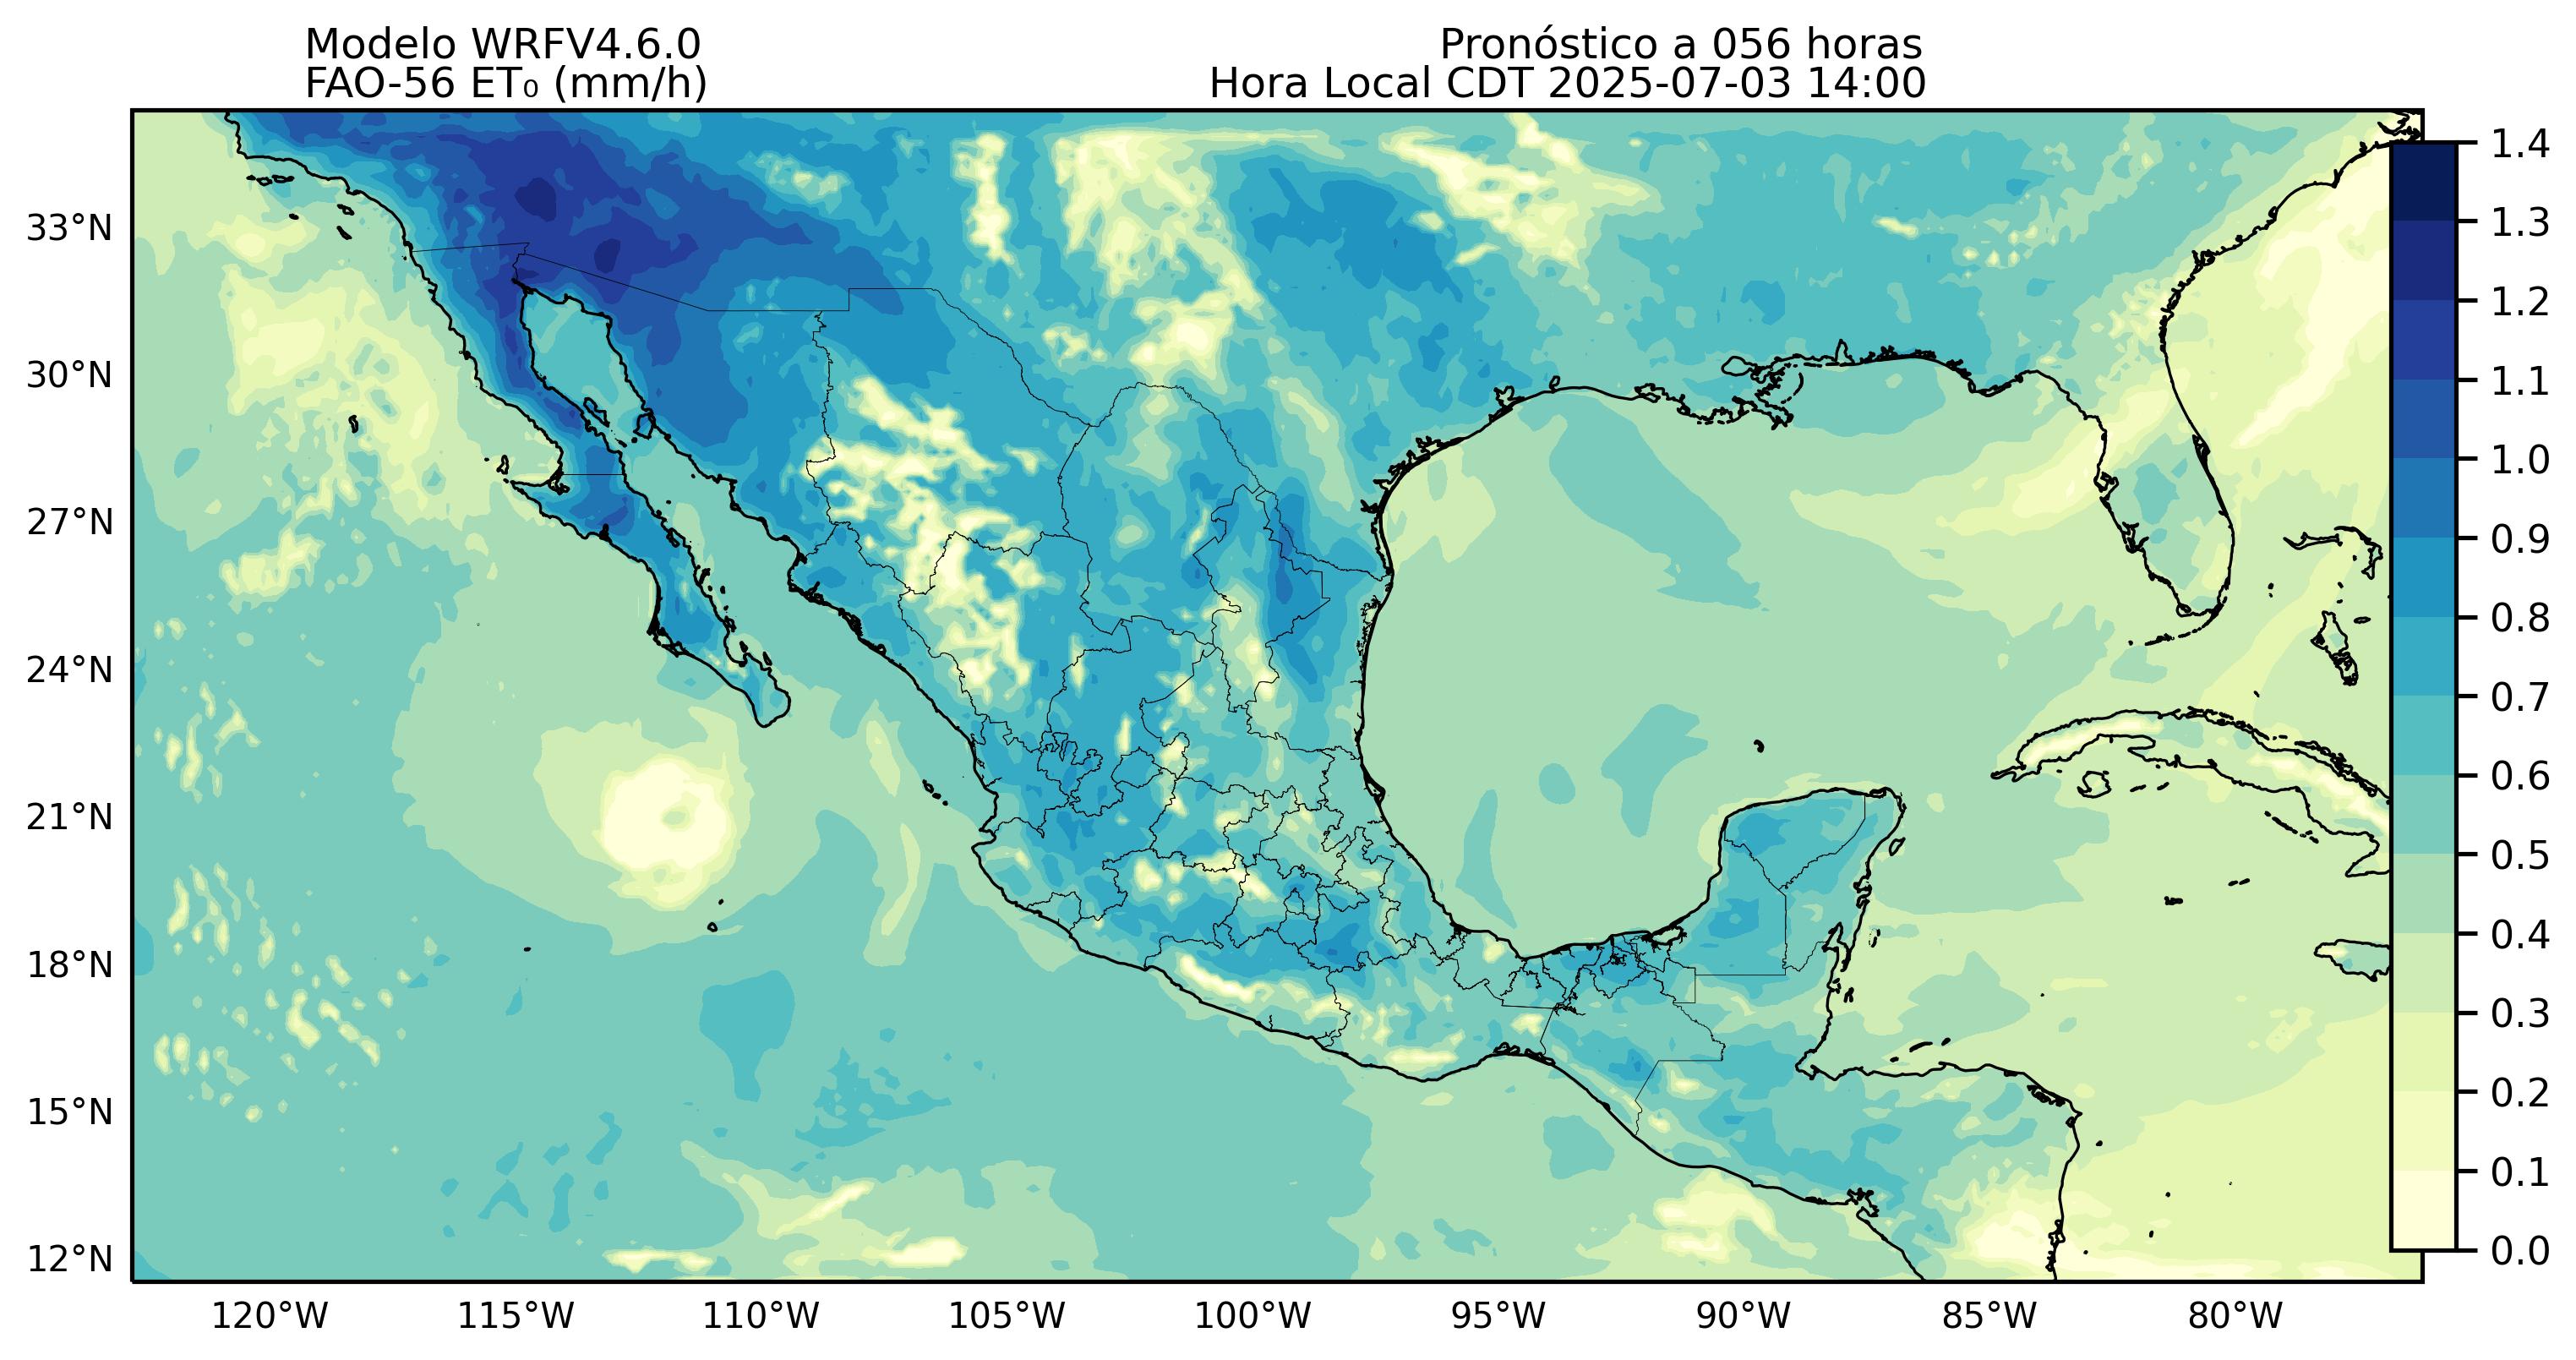 Modelo WRFV4.6.0
FAO-56 ET₀ (mm/h)
Pronóstico a 056 horas
Hora Local CDT 2025-07-03 14:00
33°N
30°N
27°N
24°N
21°N
18°N
15°N
12°N
120°W
115°W
110°W
105°W
100°W
95°W
90°W
85°W
80°W
1.4
1.3
1.2
1.1
1.0
0.9
0.8
0.7
0.6
0.5
0.4
0.3
0.2
0.1
0.0